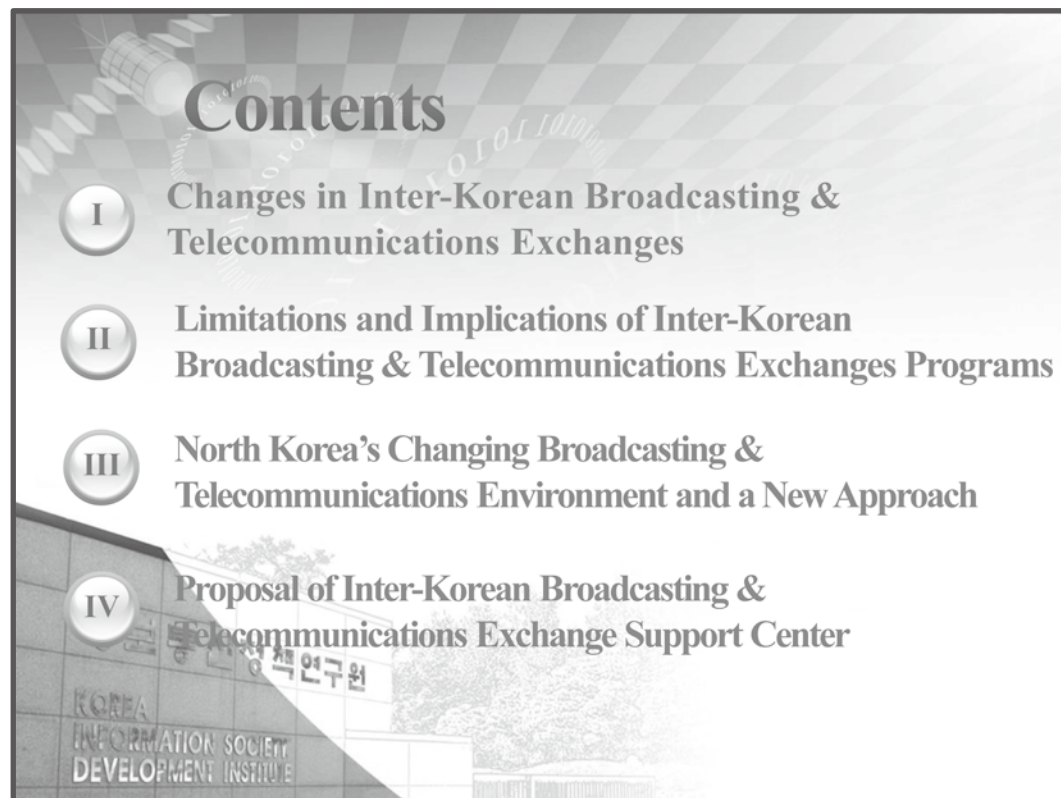 Contents
I
Changes in Inter-Korean Broadcasting &
Telecommunications Exchanges
II
Limitations and Implications of Inter-Korean
Broadcasting & Telecommunications Exchanges Programs
III
North Korea’s Changing Broadcasting &
Telecommunications Environment and a New Approach
IV
Proposal of Inter-Korean Broadcasting &
Telecommunications Exchange Support Center
책연구원
KOREA
INFORMATION SOCIETY
DEVELOPMENT INSTITUTE